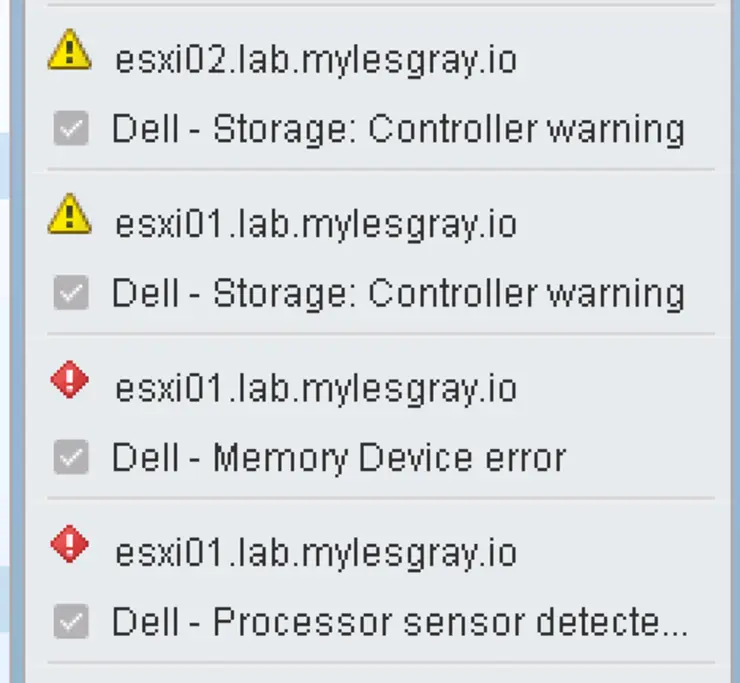 esxi02.lab.mylesgray.io
Dell - Storage: Controller warning
esxi01.lab.mylesgray.io
Dell - Storage: Controller warning
esxi01.lab.mylesgray.io
Dell - Memory Device error
esxi01.lab.mylesgray.io
Dell - Processor sensor detecte...